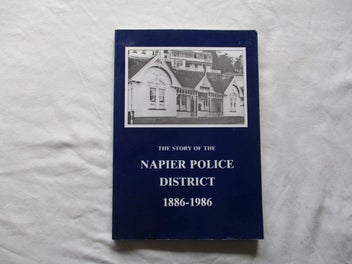 THE STORY OF THE
NAPIER POLICE
DISTRICT
1886-1986